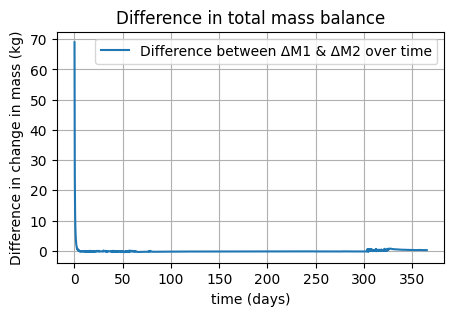 Difference in total mass balance
Difference between ΔM1 & ΔM2 over time
Difference in change in mass (kg)
70
60
50
40
30
20
10
0
0 50 100 150 200 250 300 350
time (days)